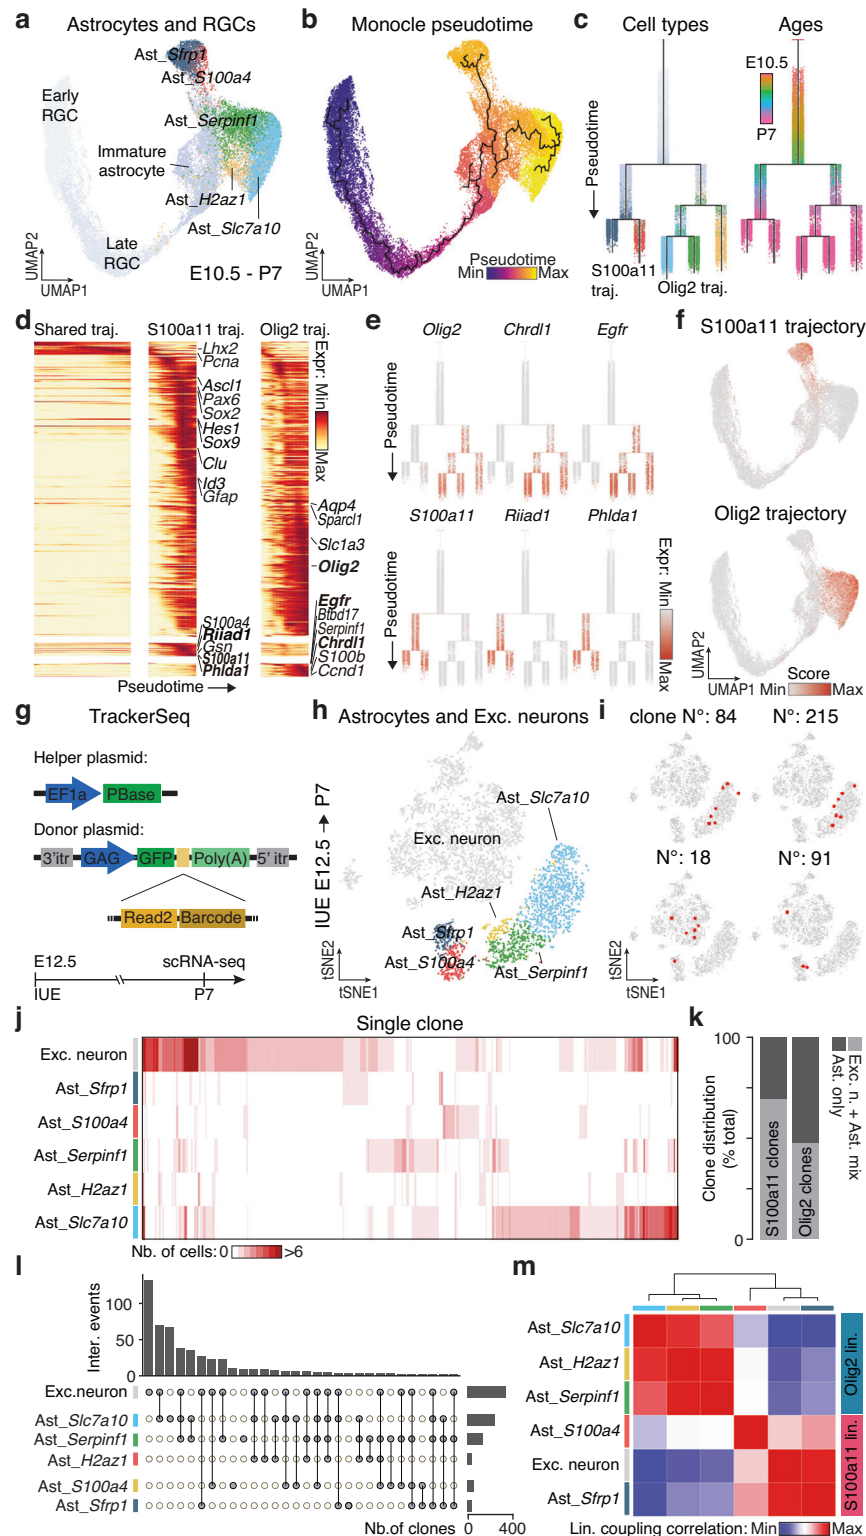 a Astrocytes and RGCs
Ast_Sfrp1
Ast_S100a4
Early
RGC
Ast_Serpinf1
Immature
astrocyte
Ast_H2az1
Ast_Slc7a10
Late
RGC
UMAP2
UMAP1
E10.5 - P7
b Monocle pseudotime
UMAP2
UMAP1
Pseudotime
Min Max
c Cell types Ages
E10.5
P7
Pseudotime
S100a11
traj.
Olig2 traj.
d
Shared traj. S100a11 traj. Olig2 traj.
Expr: Min
Max
Lhx2
Pcna
Ascl1
Pax6
Sox2
Hes1
Sox9
Clu
Id3
Gfap
S100a4
Riiad1
Gsn
S100a11
Phlda1
Aqp4
Sparcl1
Slc1a3
Olig2
Egfr
Btbd17
Serpinf1
Chrdl1
S100b
Ccnd1
Pseudotime
e
Olig2 Chrdl1 Egfr
Pseudotime
S100a11 Riiad1 Phlda1
Pseudotime
Expr: Min
Max
f
S100a11 trajectory
Olig2 trajectory
UMAP2
UMAP1
Score
Min Max
g TrackerSeq
Helper plasmid:
EF1a PBase
Donor plasmid:
3'itr GAG GFP Poly(A) 5' itr
Read2 Barcode
E12.5 scRNA-seq
IUE P7
h Astrocytes and Exc. neurons
IUE E12.5 → P7
Ast_Slc7a10
Exc. neuron
Ast_H2az1
Ast_Sfrp1
Ast_S100a4
Ast_Serpinf1
tSNE2
tSNE1
i clone N°: 84 N°: 215
N°: 18 N°: 91
tSNE2
tSNE1
j Single clone
Exc. neuron
Ast_Sfrp1
Ast_S100a4
Ast_Serpinf1
Ast_H2az1
Ast_Slc7a10
Nb. of cells: 0 >6
k
100
0
Clone distribution
(% total)
S100a11 clones
Olig2 clones
Exc. n. + Ast. mix
Ast. only
l
Inter. events
100
50
0
Exc.neuron
Ast_Slc7a10
Ast_Serpinf1
Ast_H2az1
Ast_S100a4
Ast_Sfrp1
Nb.of clones
0 400
m
Ast_Slc7a10
Ast_H2az1
Ast_Serpinf1
Ast_S100a4
Exc. neuron
Ast_Sfrp1
Olig2 lin.
S100a11 lin.
Lin. coupling correlation: Min Max